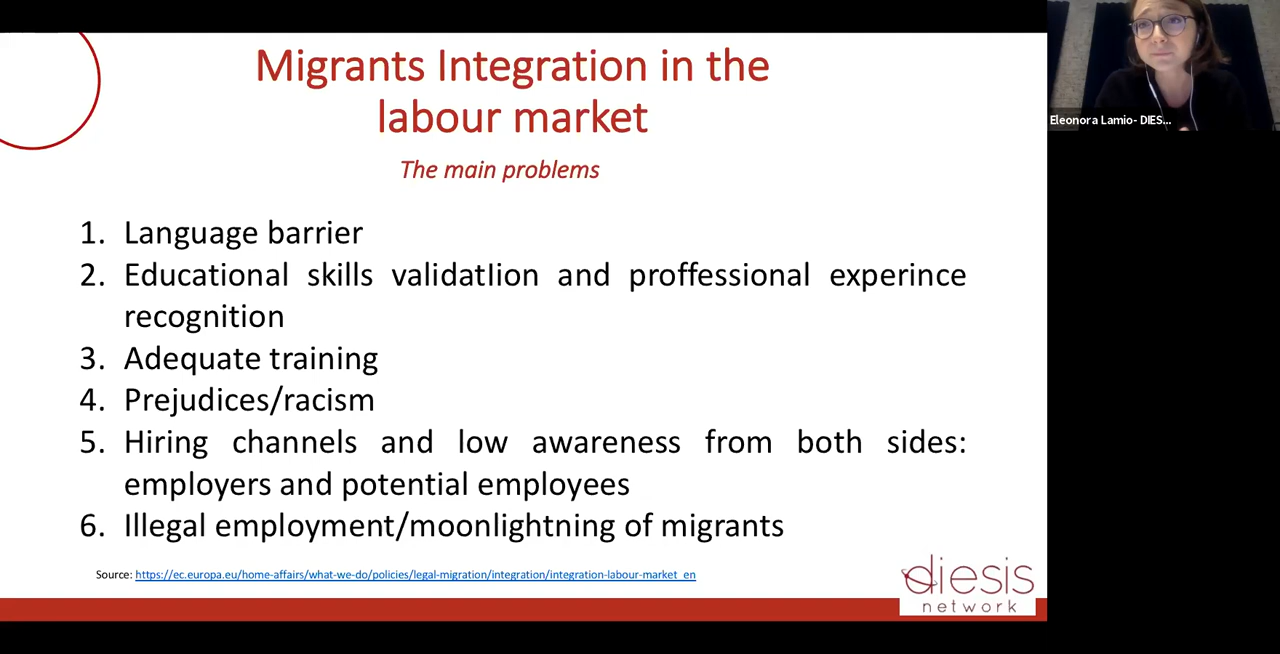 Migrants Integration in the
labour market
The main problems
1. Language barrier
2. Educational skills validatIion and proffessional experince
recognition
3. Adequate training
4. Prejudices/racism
5. Hiring channels and low awareness from both sides:
employers and potential employees
6. Illegal employment/moonlightning of migrants
Source: https://ec.europa.eu/home-affairs/what-we-do/policies/legal-migration/integration/integration-labour-market_en
diesis
network
Eleonora Lamio- DIES...